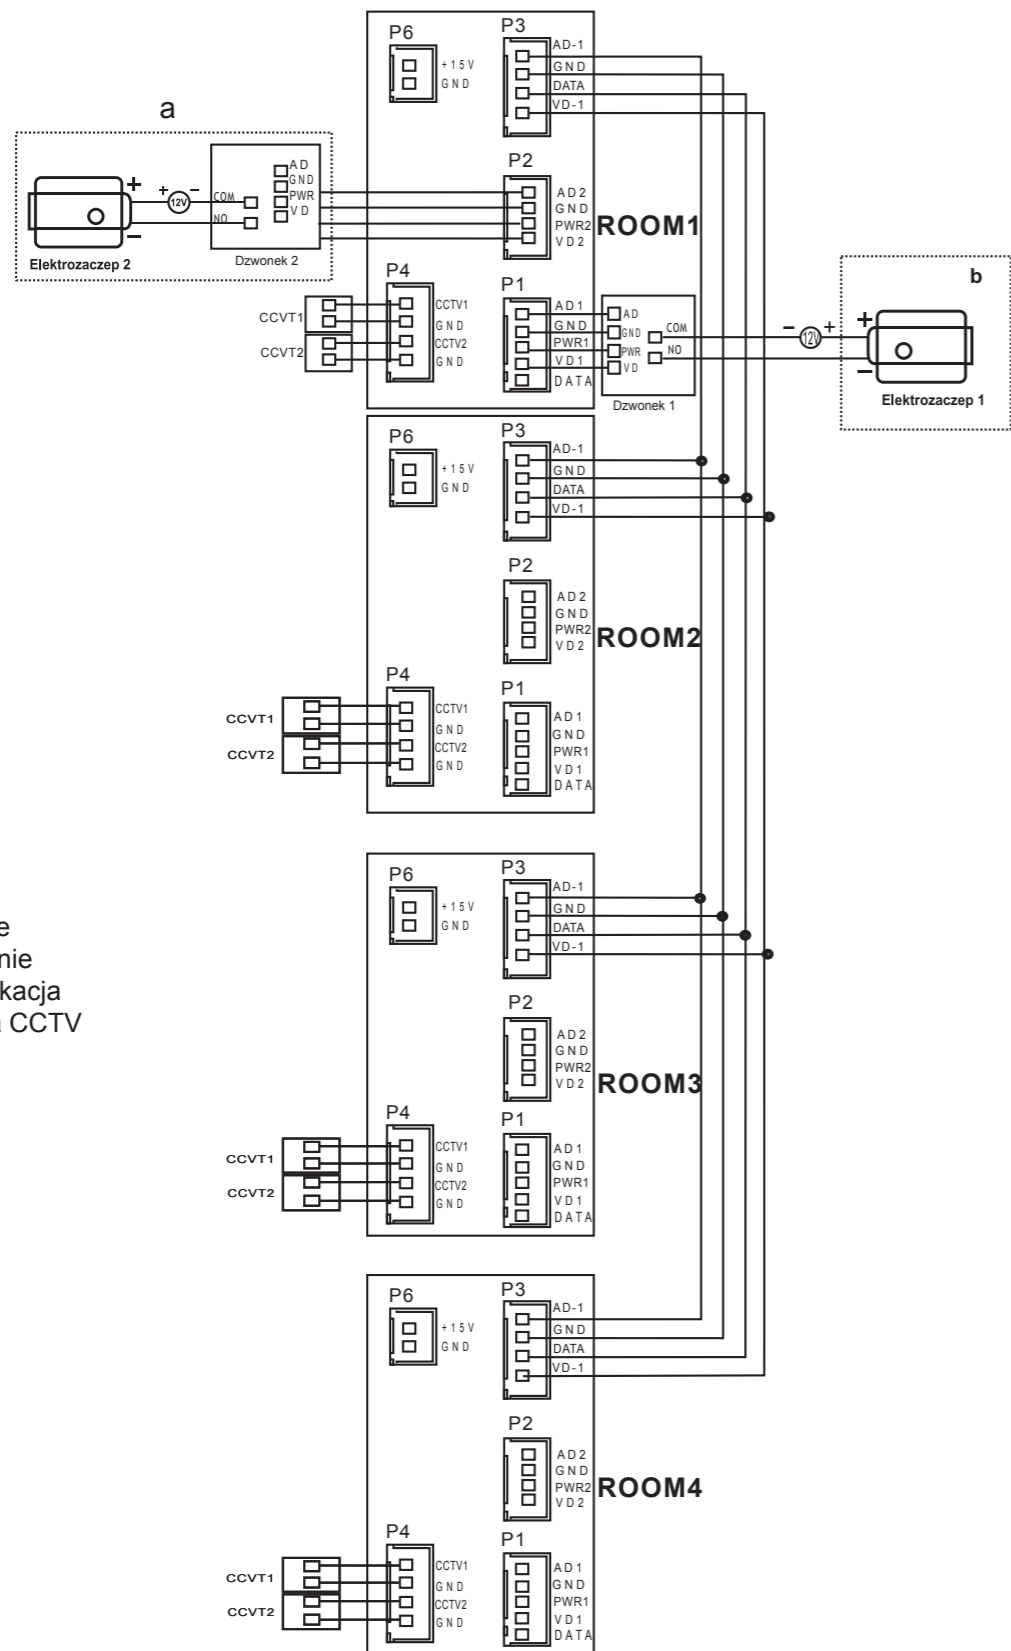 P6
+15V
GND
P3
AD-1
GND
DATA
VD-1
a
+
+ 12V −
−
COM
NO
AD
GND
PWR
VD
Elektrozaczep 2
Dzwonek 2
P2
AD2
GND
PWR2
VD2
ROOM1
P4
CCVT1
CCVT2
CCTV1
GND
CCTV2
GND
P1
AD1
GND
PWR1
VD1
DATA
AD
GND
PWR
VD
COM
NO
Dzwonek 1
− 12V +
b
+
−
Elektrozaczep 1
P6
+15V
GND
P3
AD-1
GND
DATA
VD-1
P2
AD2
GND
PWR2
VD2
ROOM2
P4
CCVT1
CCVT2
CCTV1
GND
CCTV2
GND
P1
AD1
GND
PWR1
VD1
DATA
e
nie
kacja
CCTV
P6
+15V
GND
P3
AD-1
GND
DATA
VD-1
P2
AD2
GND
PWR2
VD2
ROOM3
P4
CCVT1
CCVT2
CCTV1
GND
CCTV2
GND
P1
AD1
GND
PWR1
VD1
DATA
P6
+15V
GND
P3
AD-1
GND
DATA
VD-1
P2
AD2
GND
PWR2
VD2
ROOM4
P4
CCVT1
CCVT2
CCTV1
GND
CCTV2
GND
P1
AD1
GND
PWR1
VD1
DATA